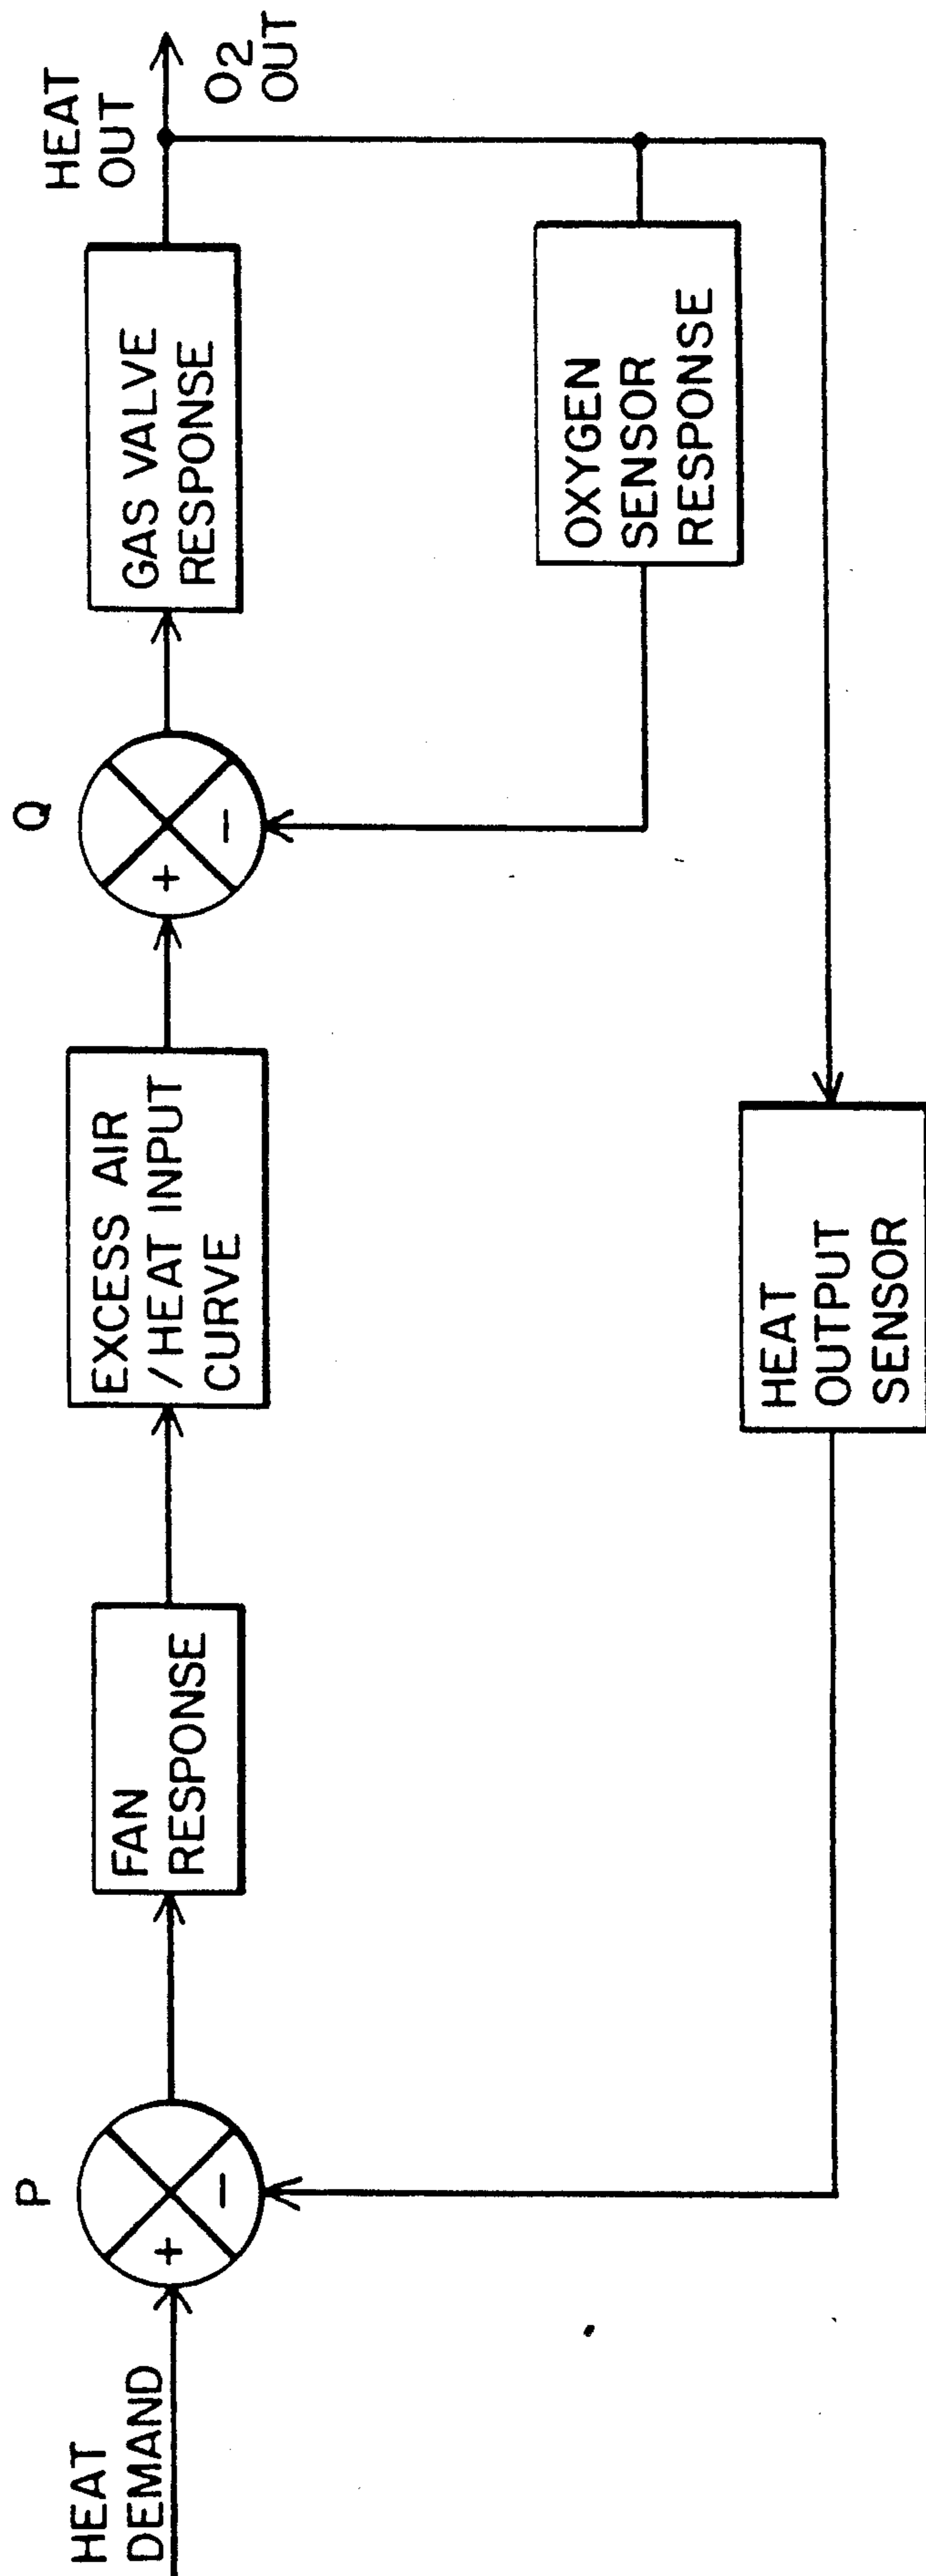 HEAT
DEMAND
P
+
-
FAN
RESPONSE
EXCESS AIR
/HEAT INPUT
CURVE
Q
+
-
GAS VALVE
RESPONSE
HEAT
OUT
O2
OUT
OXYGEN
SENSOR
RESPONSE
HEAT
OUTPUT
SENSOR